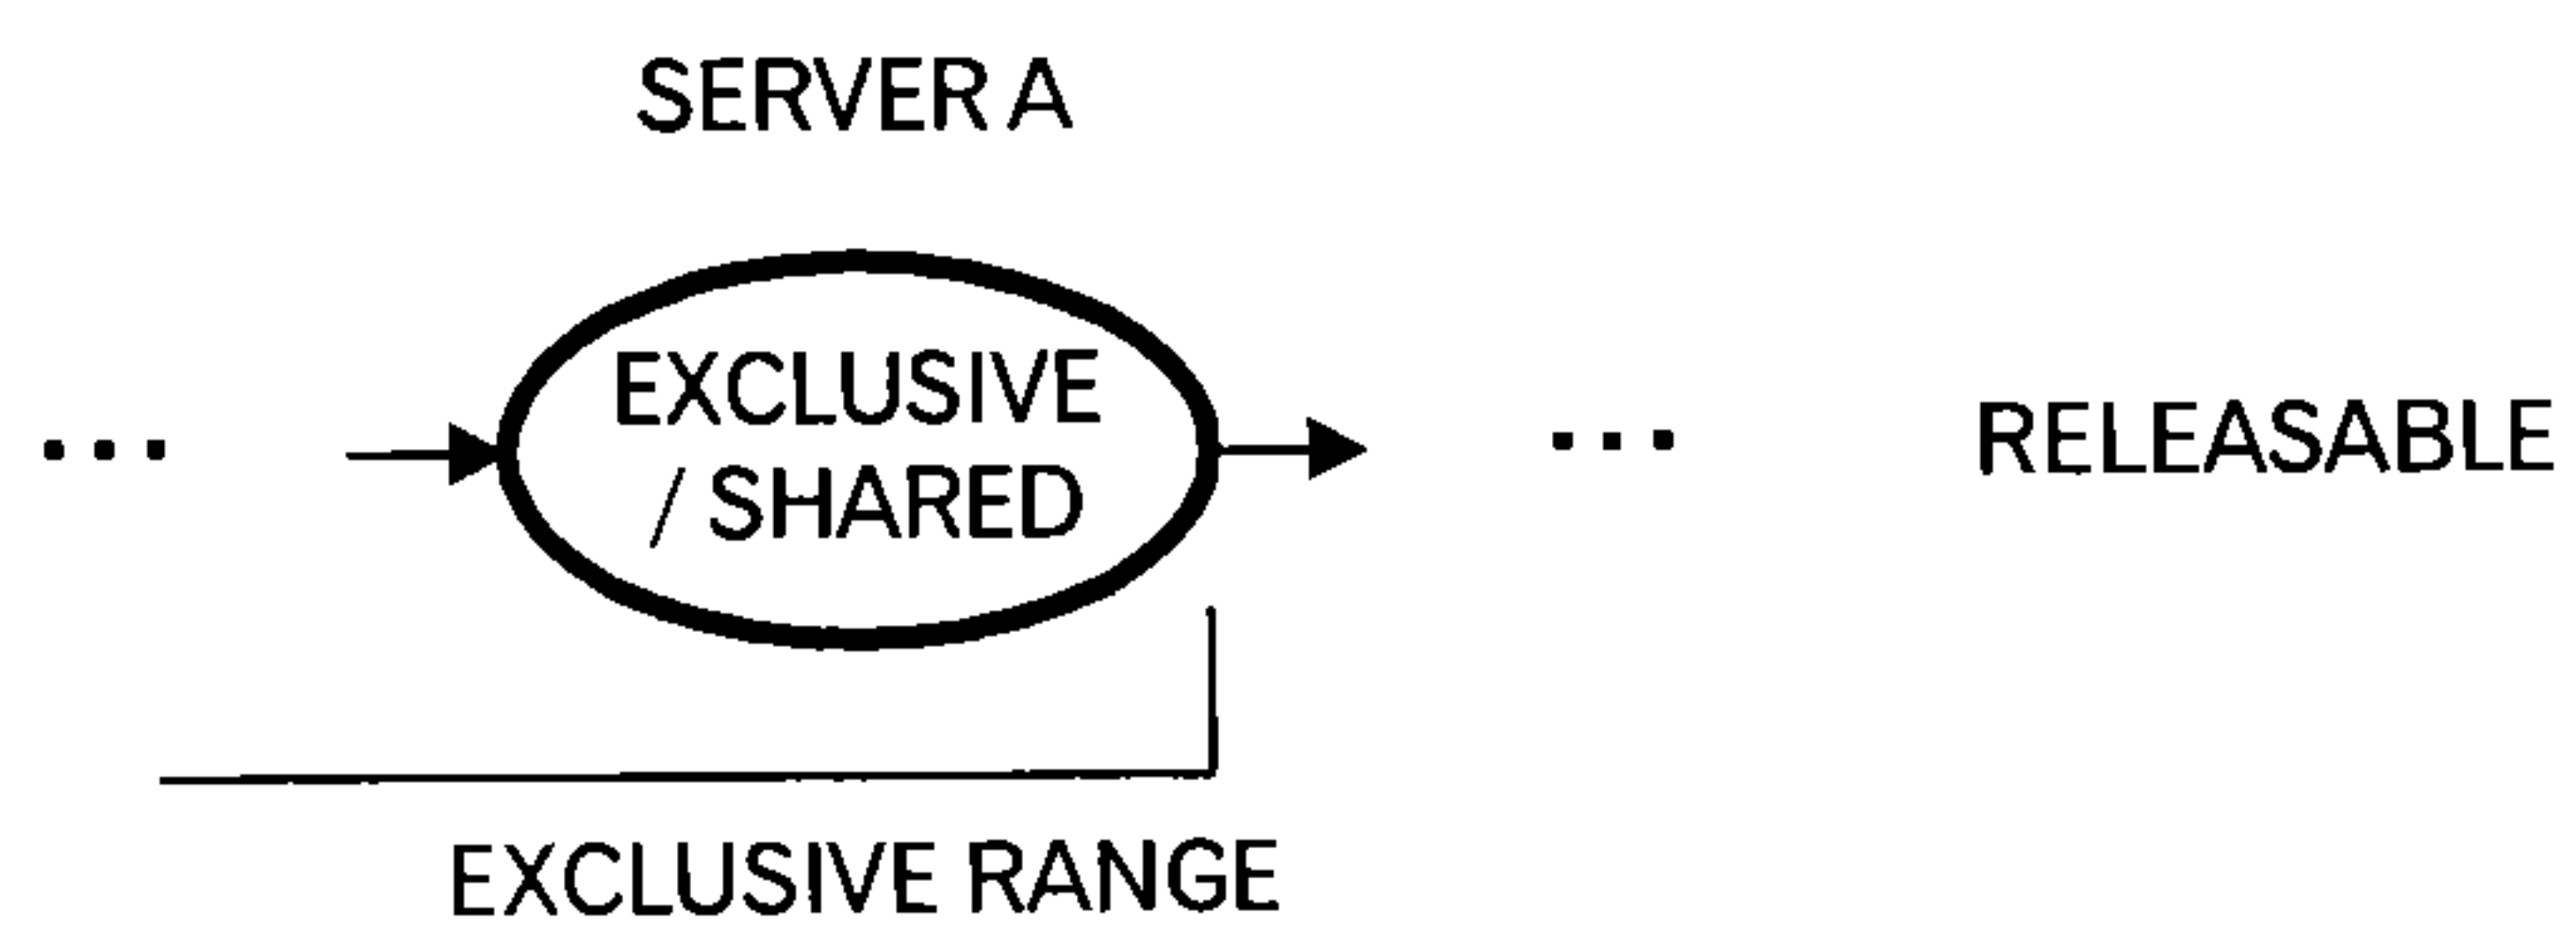 SERVER A
EXCLUSIVE
/ SHARED
... ... RELEASABLE
EXCLUSIVE RANGE